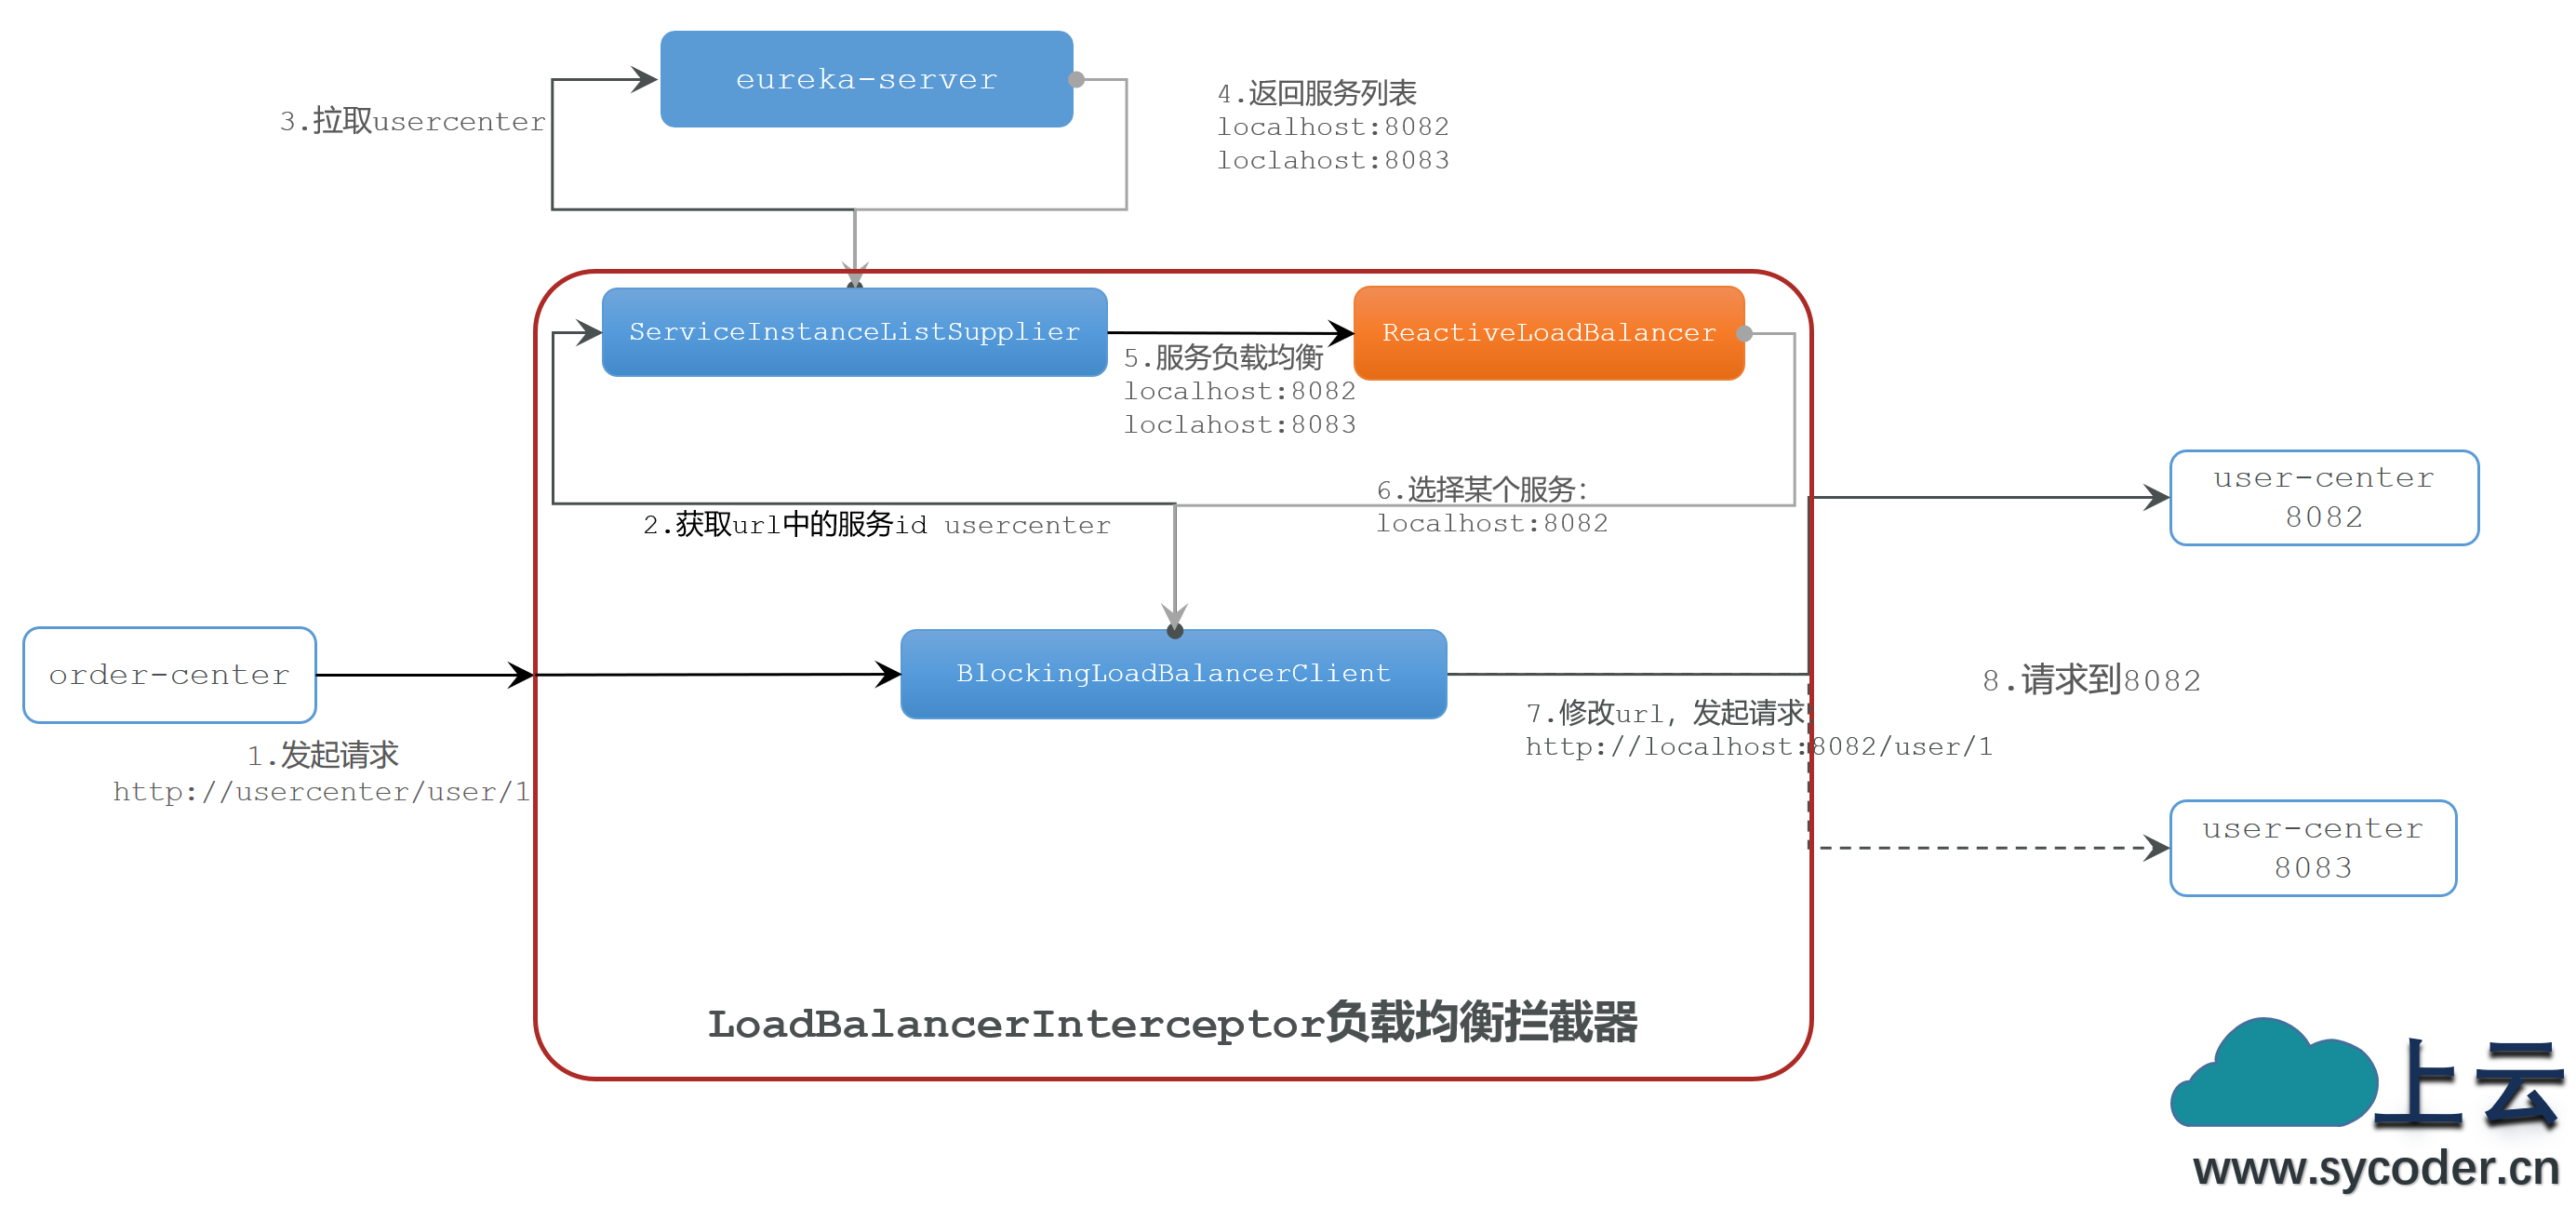 eureka-server
3.拉取usercenter
4.返回服务列表
localhost:8082
loclahost:8083
ServiceInstanceListSupplier
ReactiveLoadBalancer
5.服务负载均衡
localhost:8082
loclahost:8083
6.选择某个服务:
localhost:8082
2.获取url中的服务id usercenter
user-center
8082
order-center
BlockingLoadBalancerClient
8.请求到8082
7.修改url, 发起请求
http://localhost:8082/user/1
1.发起请求
http://usercenter/user/1
user-center
8083
LoadBalancerInterceptor负载均衡拦截器
上云
www.sycoder.cn